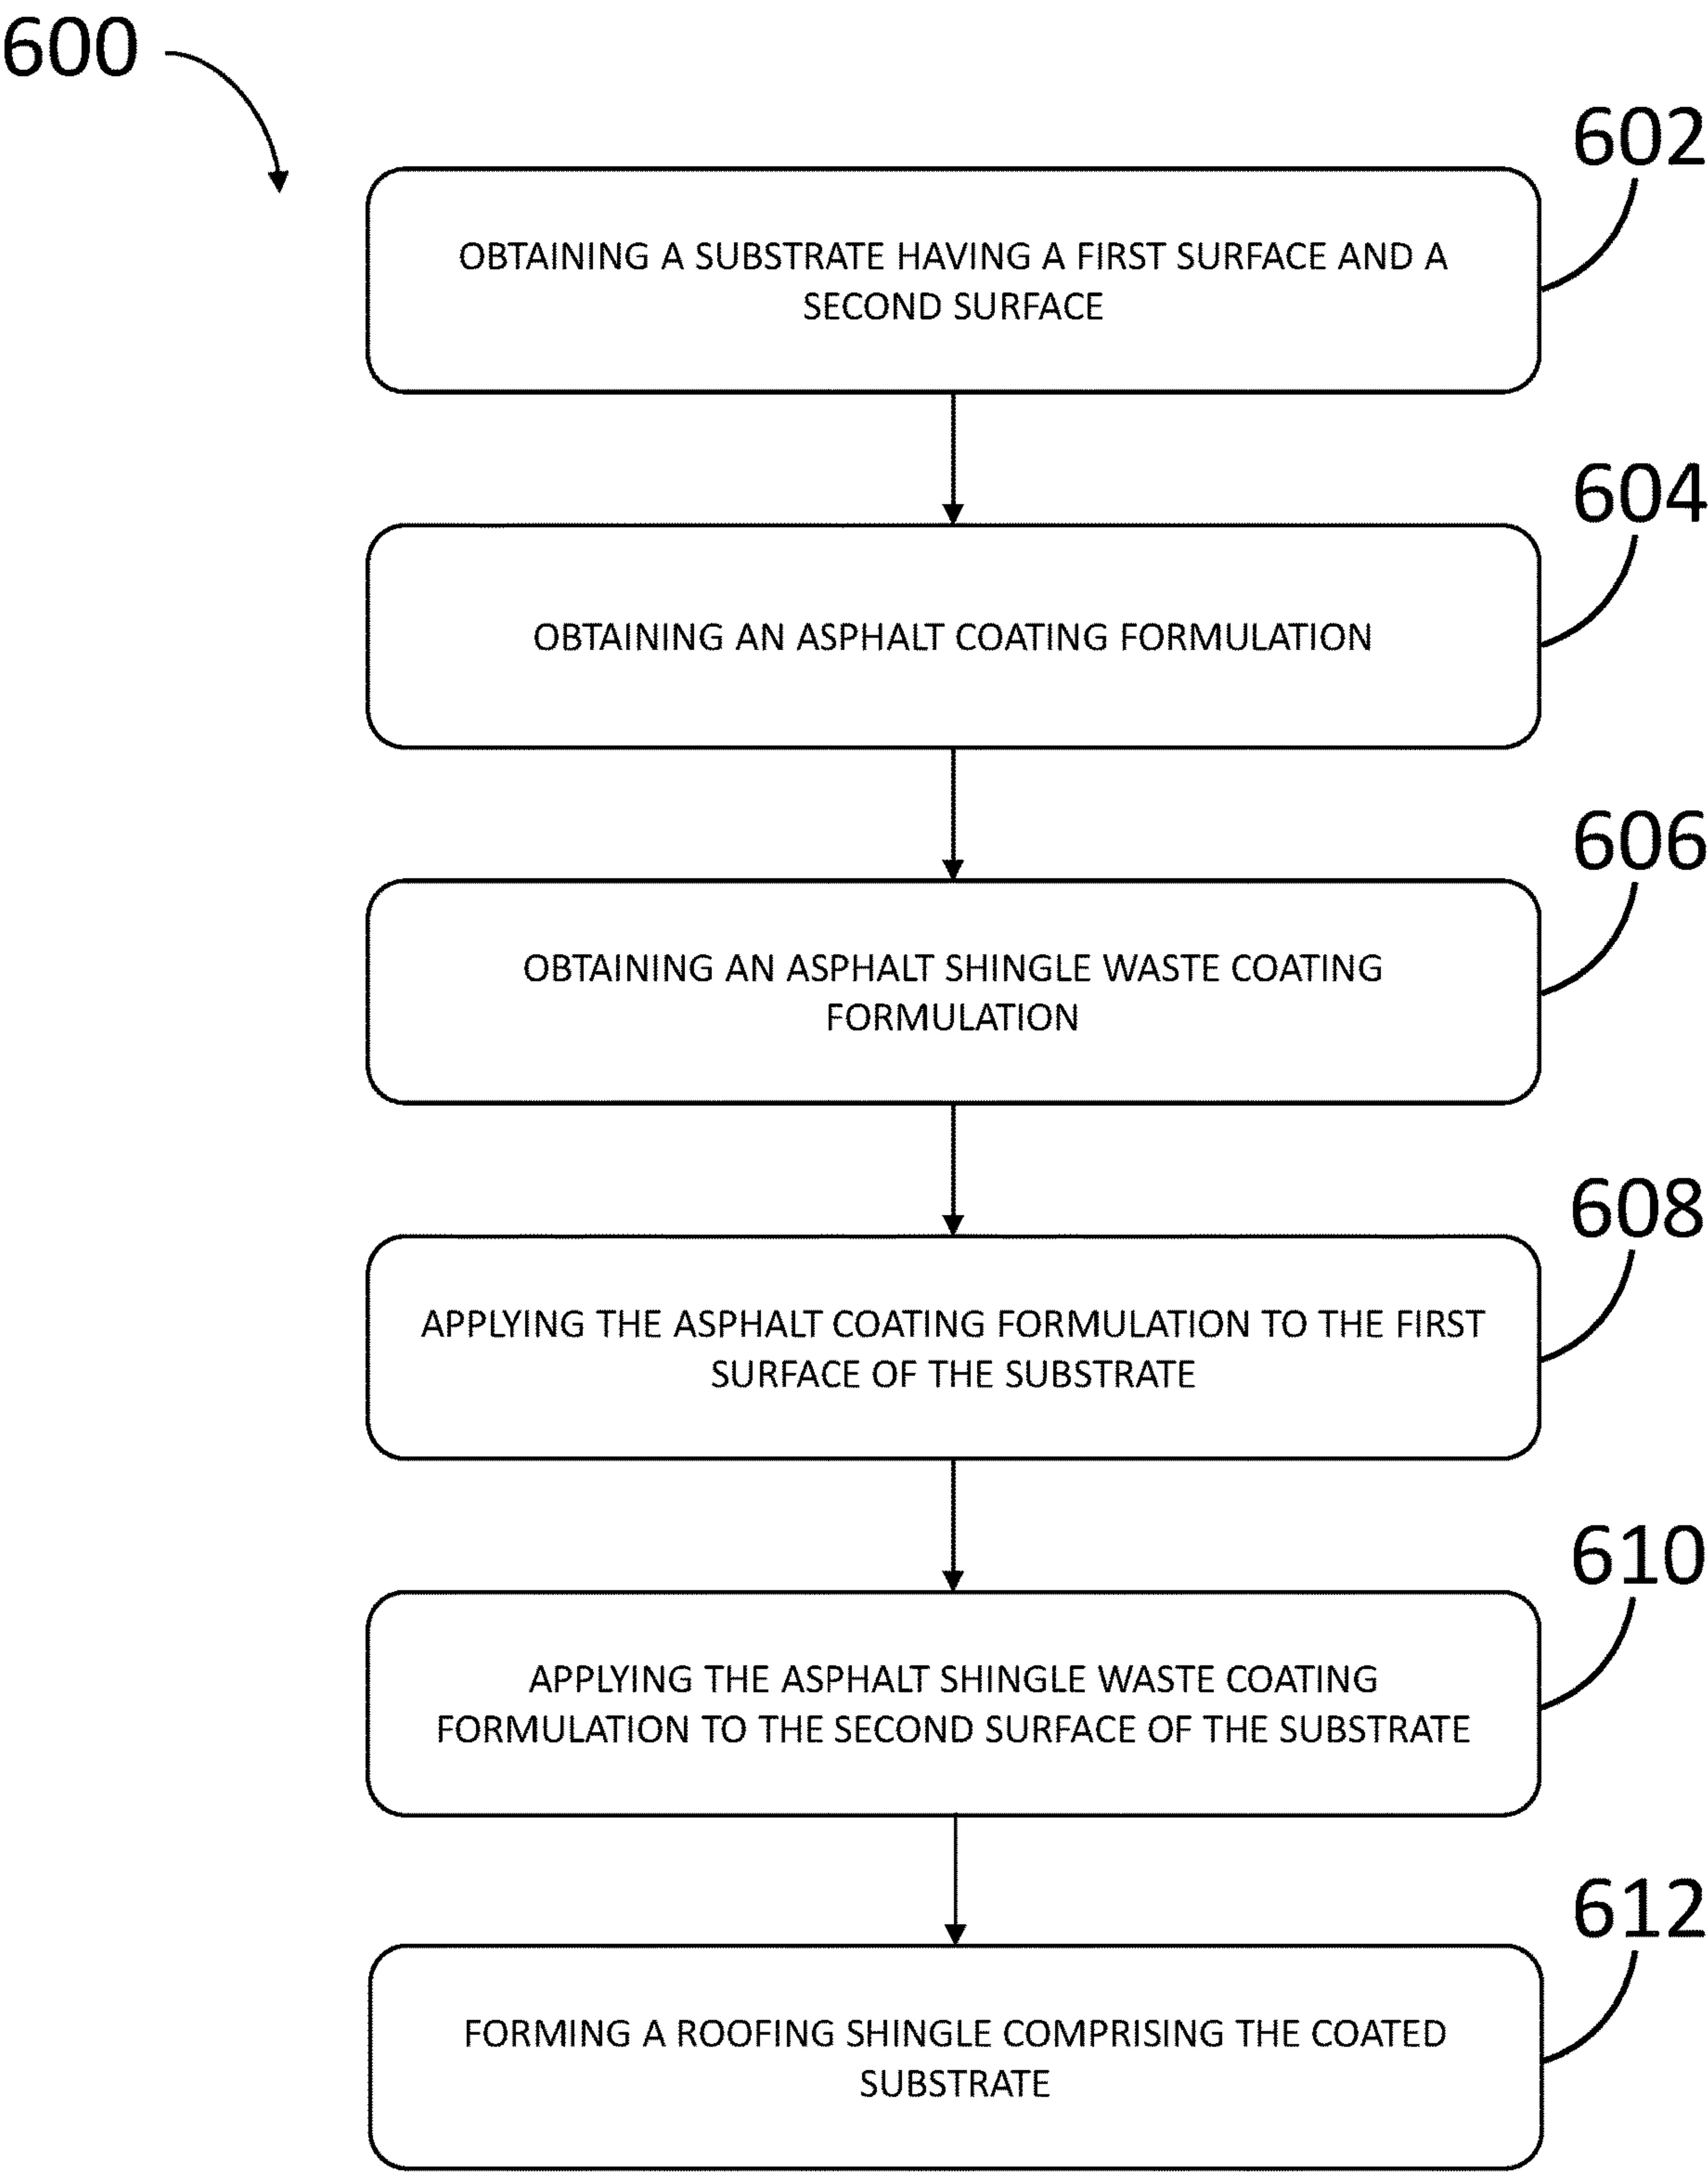 600
602
OBTAINING A SUBSTRATE HAVING A FIRST SURFACE AND A
SECOND SURFACE
604
OBTAINING AN ASPHALT COATING FORMULATION
606
OBTAINING AN ASPHALT SHINGLE WASTE COATING
FORMULATION
608
APPLYING THE ASPHALT COATING FORMULATION TO THE FIRST
SURFACE OF THE SUBSTRATE
610
APPLYING THE ASPHALT SHINGLE WASTE COATING
FORMULATION TO THE SECOND SURFACE OF THE SUBSTRATE
612
FORMING A ROOFING SHINGLE COMPRISING THE COATED
SUBSTRATE